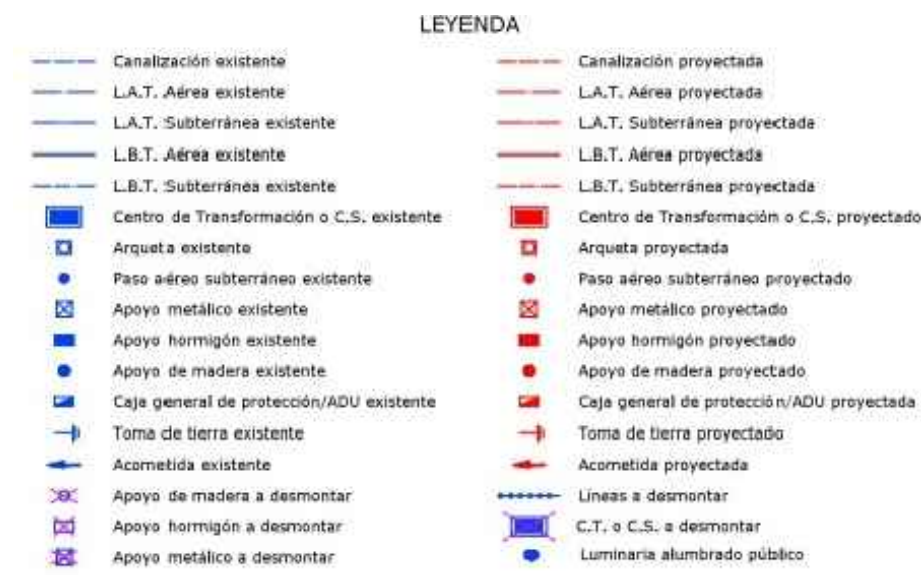 LEYENDA
Canalización existente
L.A.T. Aérea existente
L.A.T. Subterránea existente
L.B.T. Aérea existente
L.B.T. Subterránea existente
Centro de Transformación o C.S. existente
Arqueta existente
Paso aéreo subterráneo existente
Apoyo metálico existente
Apoyo hormigón existente
Apoyo de madera existente
Caja general de protección/ADU existente
Toma de tierra existente
Acometida existente
Apoyo de madera a desmontar
Apoyo hormigón a desmontar
Apoyo metálico a desmontar
Canalización proyectada
L.A.T. Aérea proyectada
L.A.T. Subterránea proyectada
L.B.T. Aérea proyectada
L.B.T. Subterránea proyectada
Centro de Transformación o C.S. proyectado
Arqueta proyectada
Paso aéreo subterráneo proyectado
Apoyo metálico proyectado
Apoyo hormigón proyectado
Apoyo de madera proyectado
Caja general de protección/ADU proyectada
Toma de tierra proyectado
Acometida proyectada
Líneas a desmontar
C.T. o C.S. a desmontar
Luminaria alumbrado público